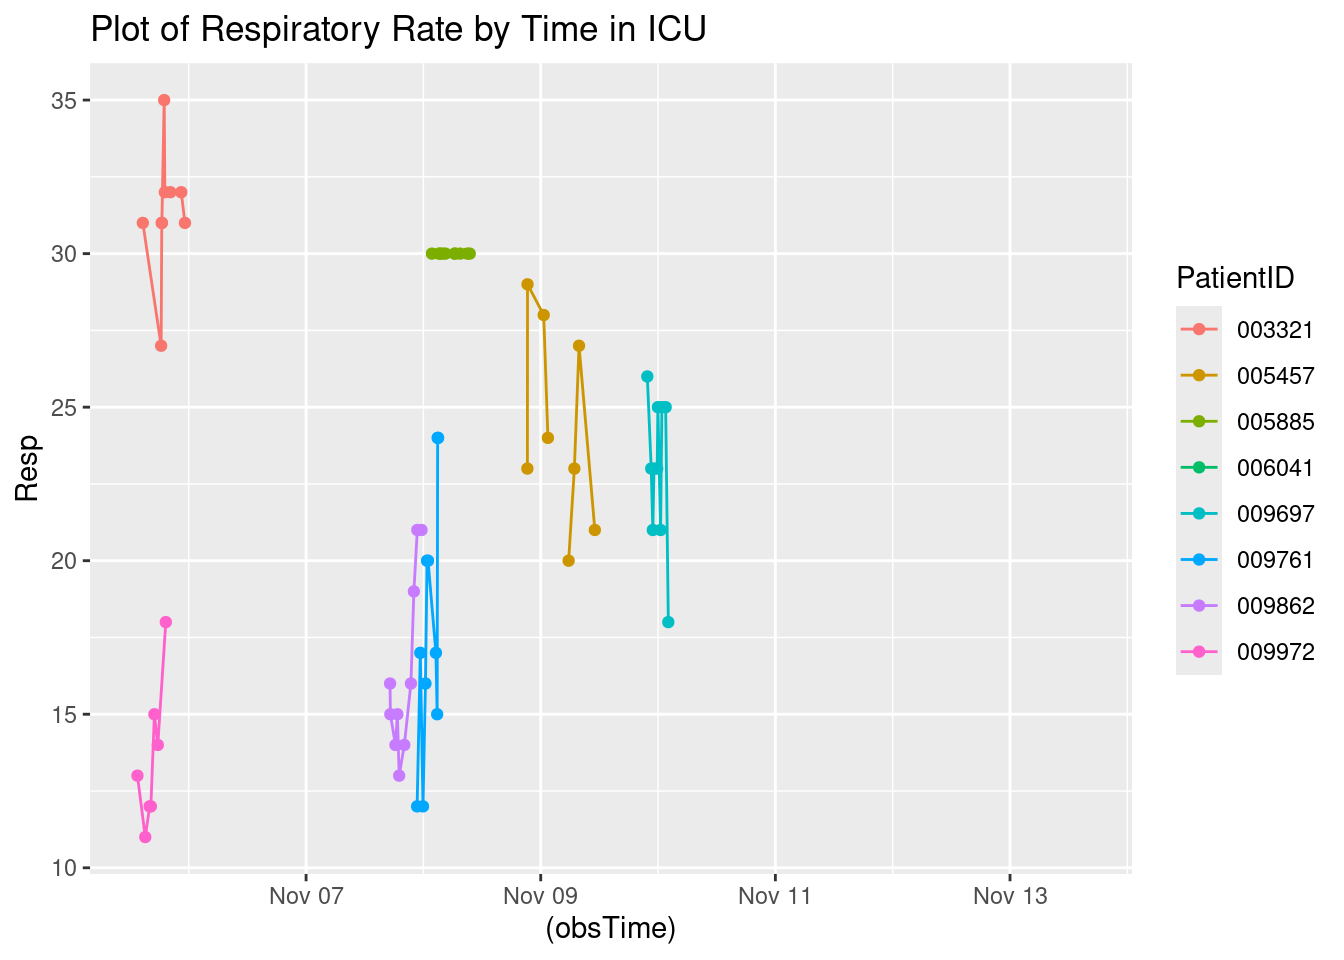 Plot of Respiratory Rate by Time in ICU
35
30
25
20
15
10
Resp
Nov 07
Nov 09
Nov 11
Nov 13
(obsTime)
PatientID
003321
005457
005885
006041
009697
009761
009862
009972